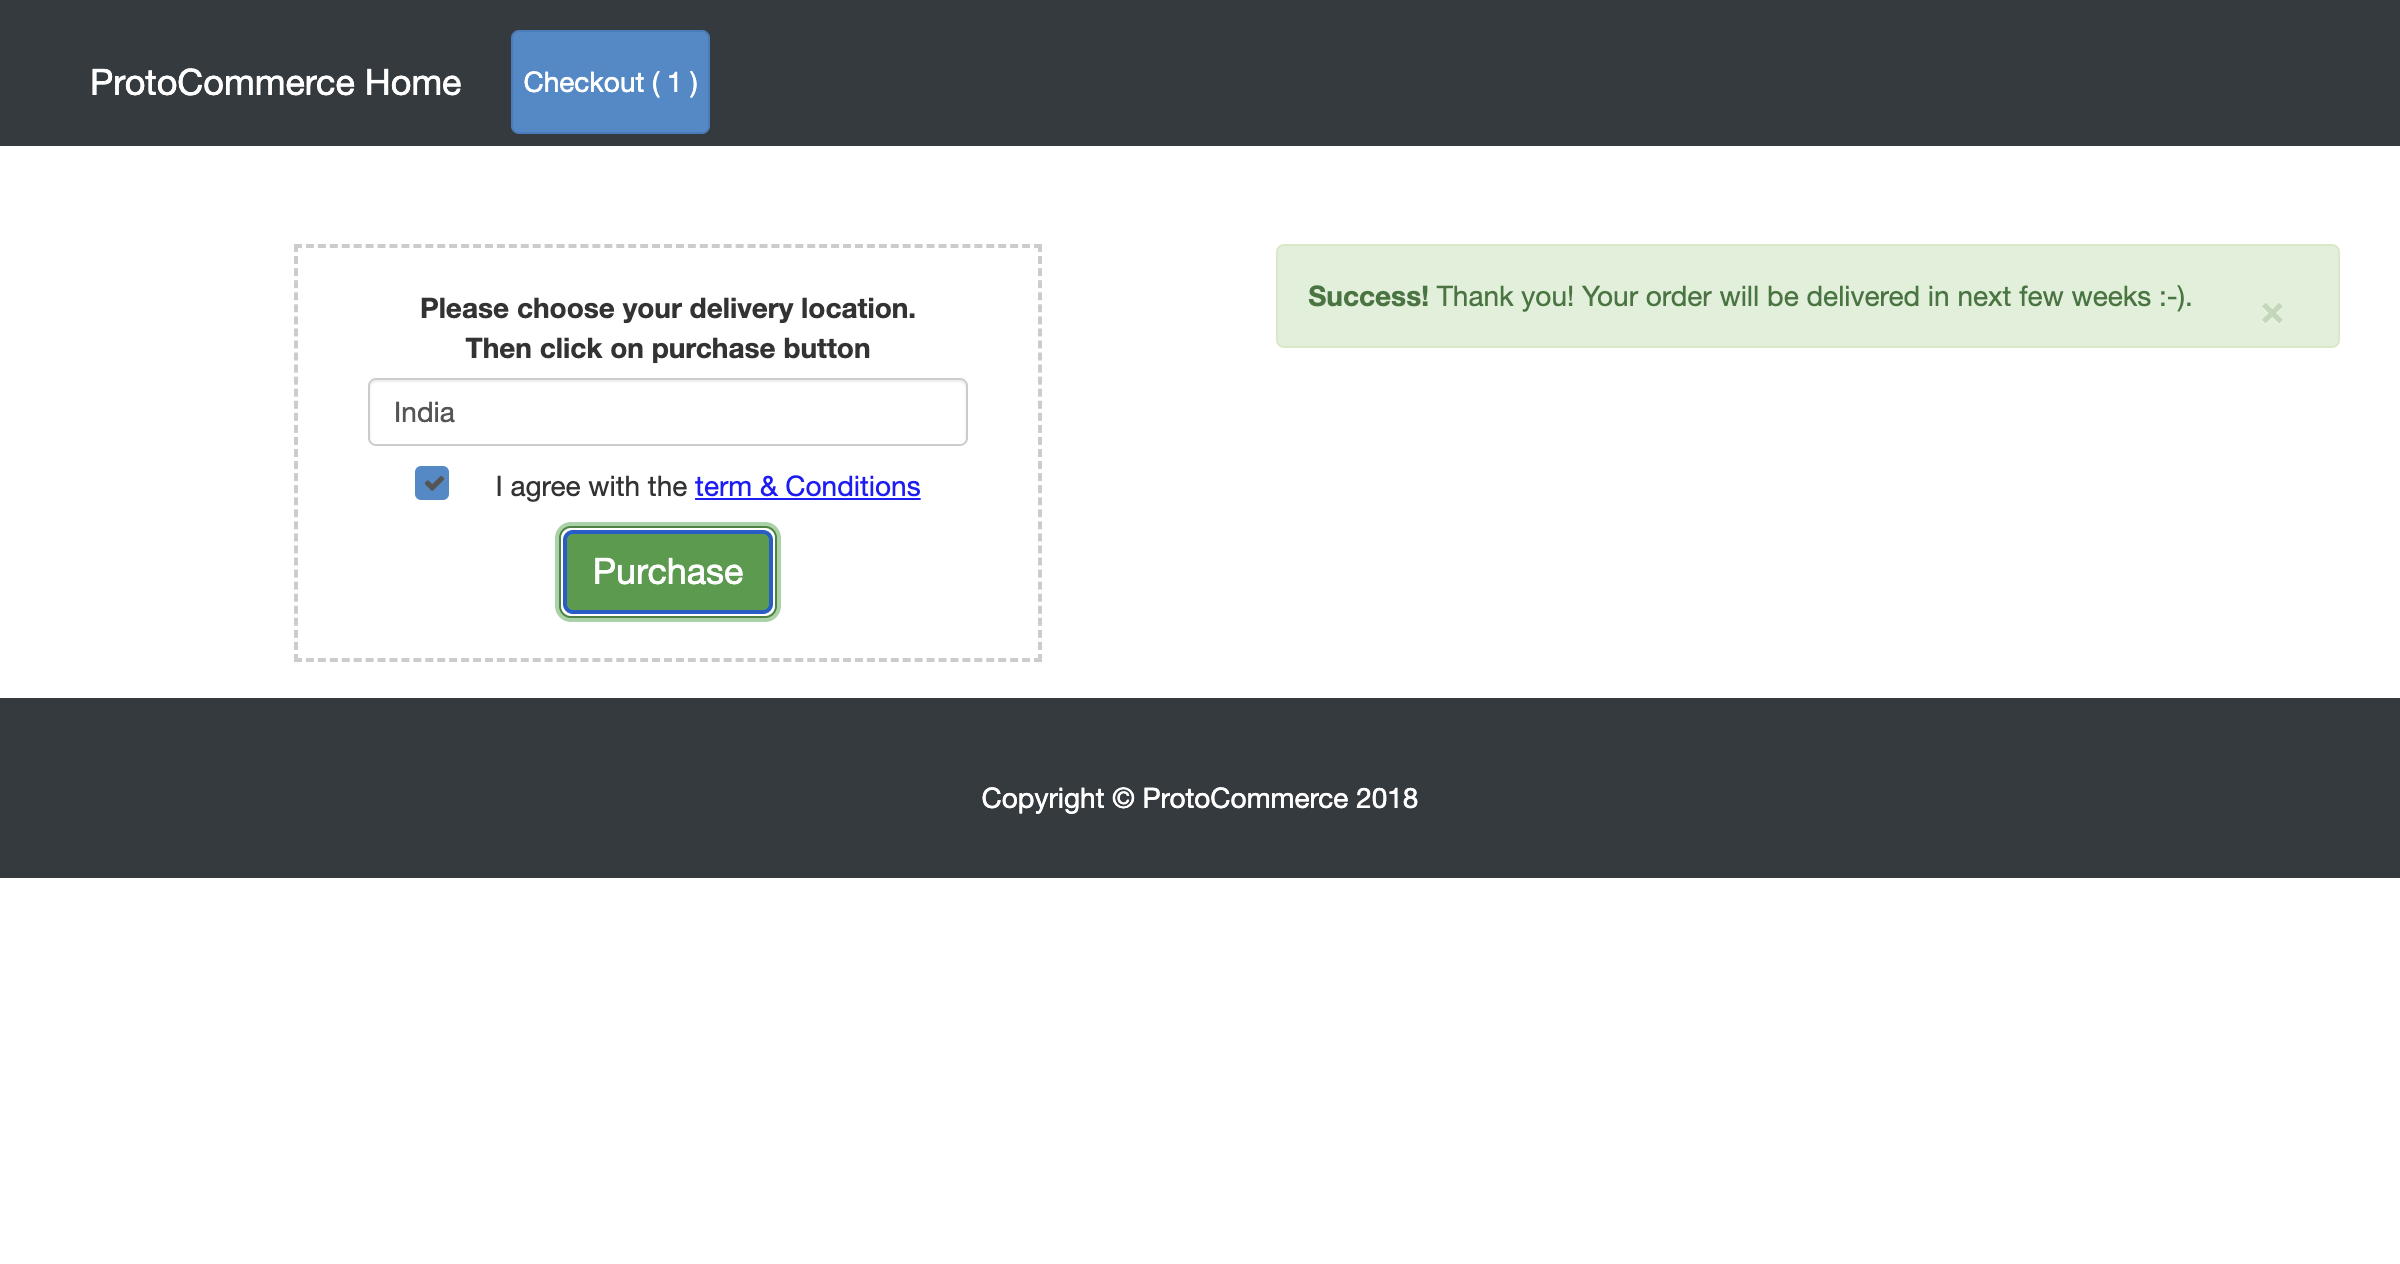 ProtoCommerce Home
Checkout ( 1 )
Please choose your delivery location.
Then click on purchase button
India
I agree with the term & Conditions
Purchase
Success! Thank you! Your order will be delivered in next few weeks :-).
×
Copyright © ProtoCommerce 2018